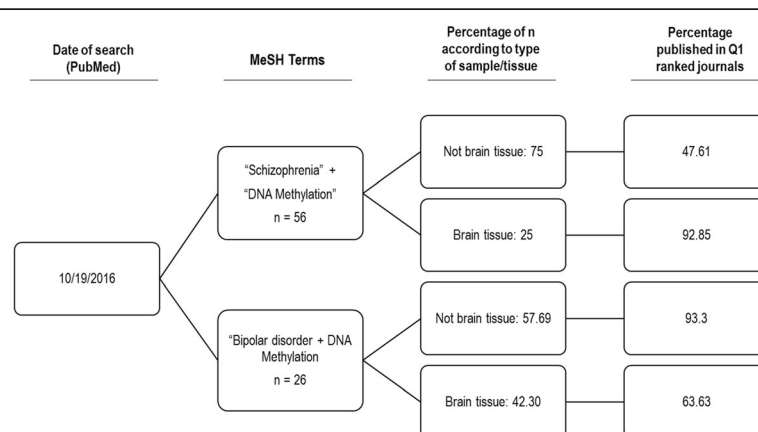 Date of search
(PubMed)
MeSH Terms
Percentage of n
according to type
of sample/tissue
Percentage
published in Q1
ranked journals
10/19/2016
“Schizophrenia” +
“DNA Methylation”
n = 56
Not brain tissue: 75
47.61
Brain tissue: 25
92.85
“Bipolar disorder + DNA
Methylation
n = 26
Not brain tissue: 57.69
93.3
Brain tissue: 42.30
63.63